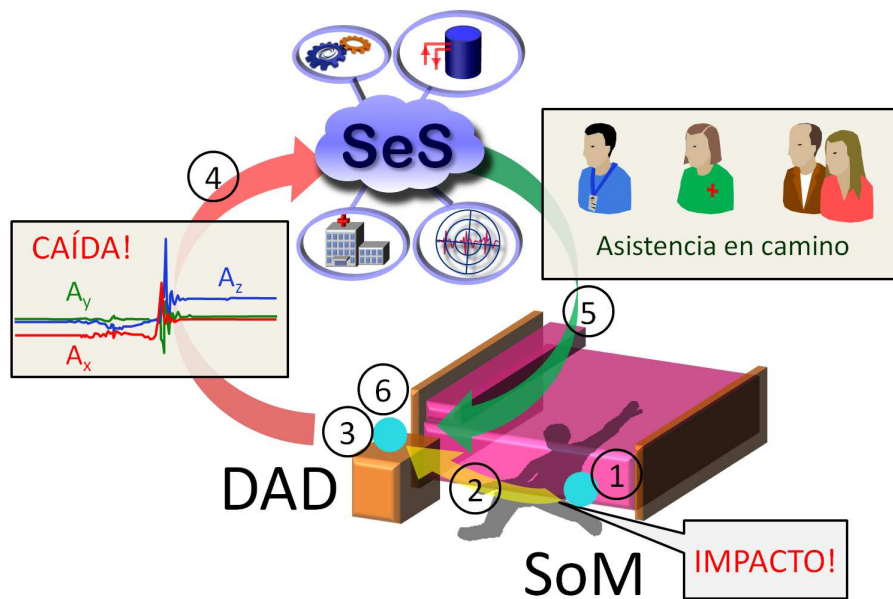 SeS
4
CAÍDA!
Ay
Az
Ax
Asistencia en camino
5
6
3
DAD
2
1
SoM
IMPACTO!